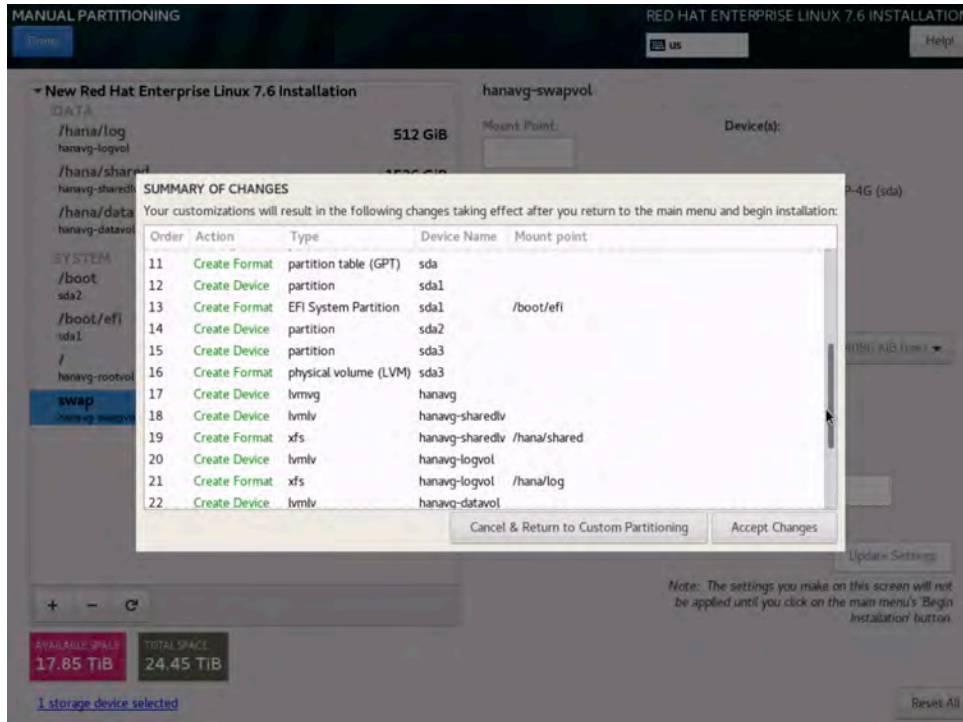 MANUAL PARTITIONING
RED HAT ENTERPRISE LINUX 7.6 INSTALLATION
Done
us
Help!
New Red Hat Enterprise Linux 7.6 Installation
DATA
/hana/log
512 GiB
hanavg-logvol
/hana/shared
hanavg-sharedlv
/hana/data
hanavg-datavol
SYSTEM
/boot
sda2
/boot/efi
sda1
/
hanavg-rootvol
swap
hanavg-swapvol
Mount Point:
Device(s):
P-4G (sda)
SUMMARY OF CHANGES
Your customizations will result in the following changes taking effect after you return to the main menu and begin installation:
Order Action Type Device Name Mount point
11 Create Format partition table (GPT) sda
12 Create Device partition sda1
13 Create Format EFI System Partition sda1 /boot/efi
14 Create Device partition sda2
15 Create Device partition sda3
16 Create Format physical volume (LVM) sda3
17 Create Device lvmvg hanavg
18 Create Device lvmlv hanavg-sharedlv
19 Create Format xfs hanavg-sharedlv /hana/shared
20 Create Device lvmlv hanavg-logvol
21 Create Format xfs hanavg-logvol /hana/log
22 Create Device lvmlv hanavg-datavol
Cancel & Return to Custom Partitioning
Accept Changes
Update Settings
Note: The settings you make on this screen will not
be applied until you click on the main menu's 'Begin
Installation' button.
AVAILABLE SPACE
17.85 TiB
TOTAL SPACE
24.45 TiB
1 storage device selected
Reset All